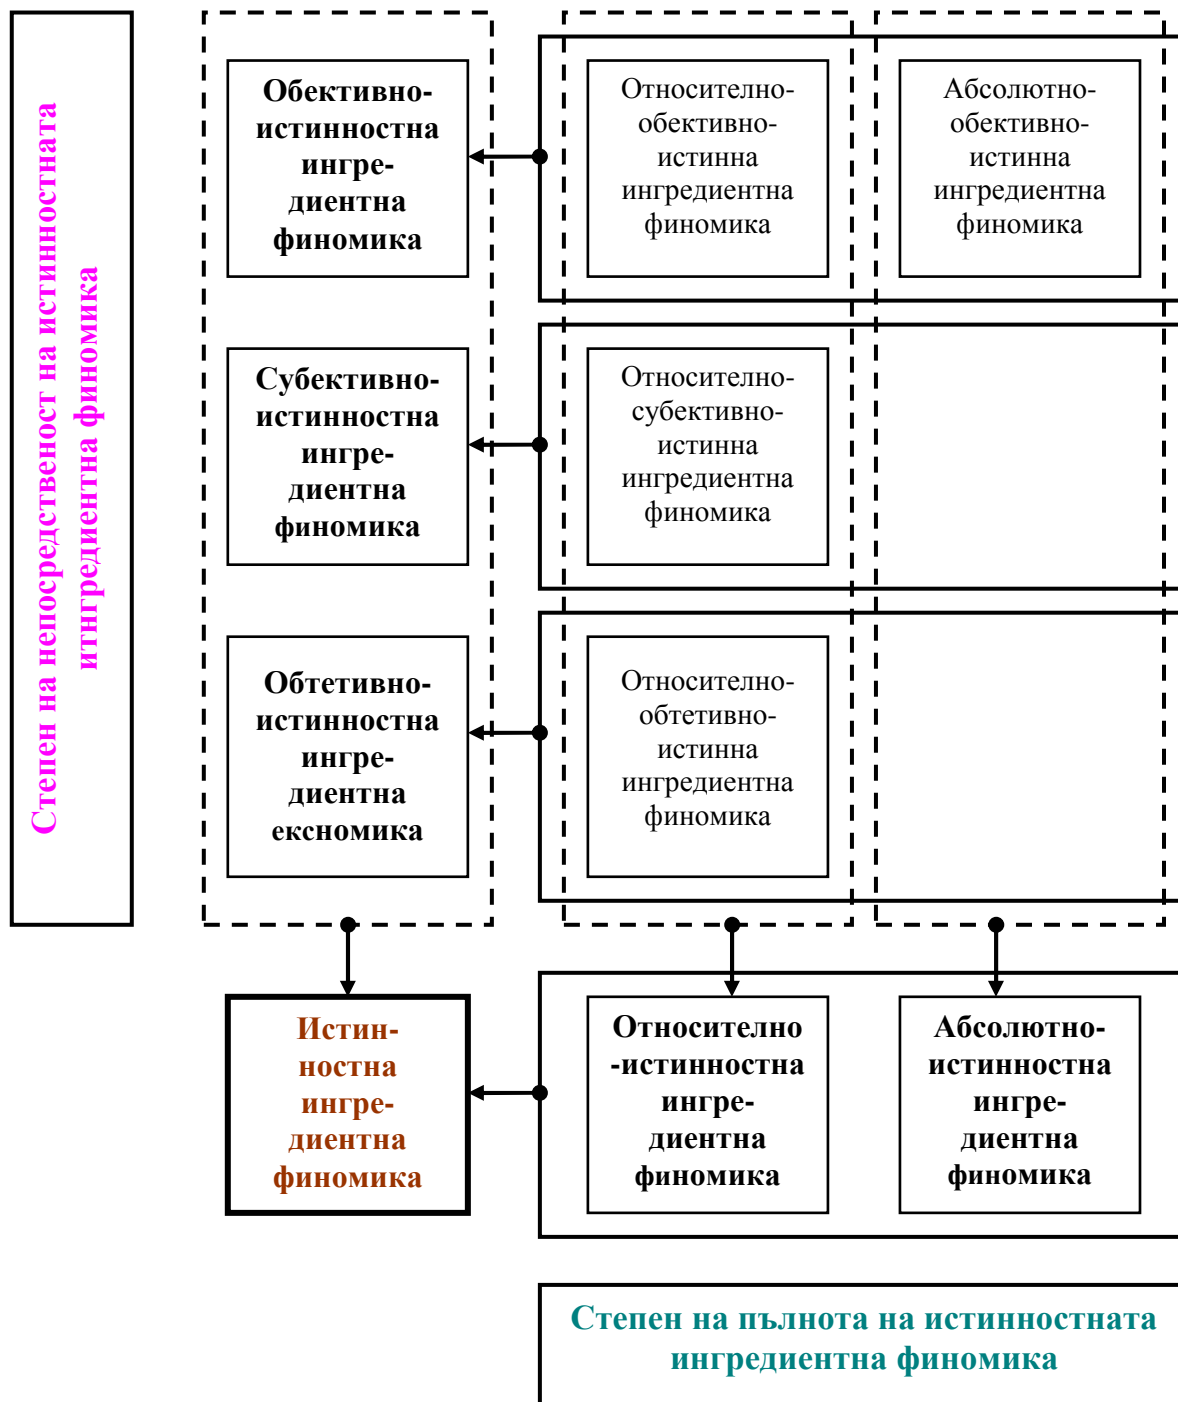 Степен на непосредственост на истинностната
итнгредиентна финомика
Обективно-
истинностна
ингре-
диентна
финомика
Относително-
обективно-
истинна
ингредиентна
финомика
Абсолютно-
обективно-
истинна
ингредиентна
финомика
Субективно-
истинностна
ингре-
диентна
финомика
Относително-
субективно-
истинна
ингредиентна
финомика
Обтетивно-
истинностна
ингре-
диентна
ексномика
Относително-
обтетивно-
истинна
ингредиентна
финомика
Истин-
ностна
ингре-
диентна
финомика
Относително
-истинностна
ингре-
диентна
финомика
Абсолютно-
истинностна
ингре-
диентна
финомика
Степен на пълнота на истинностната
ингредиентна финомика